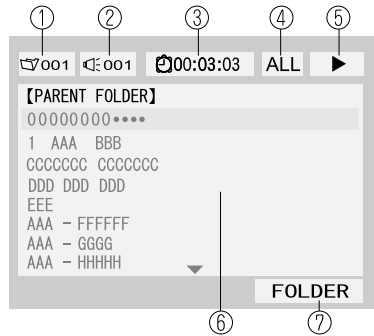 ① ② ③ ④ ⑤
001 001 00:03:03 ALL
【PARENT FOLDER】
00000000••••
1 AAA BBB
CCCCCCC CCCCCCC
DDD DDD DDD
EEE
AAA – FFFFFF
AAA – GGGG
AAA – HHHHH
FOLDER
⑥ ⑦